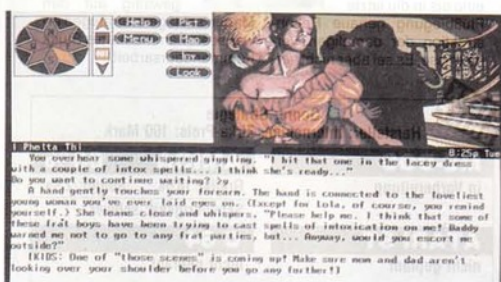 Help Pict
Menu Map
Inv
Look
I Phelta Thi 8:25p Tue
You overhear some whispered giggling. "I hit that one in the lacey dress
with a couple of intox spells... I think she's ready..."
Do you want to continue waiting? >y
A hand gently touches your forearm. The hand is connected to the loveliest
young woman you've ever laid eyes on. (Except for Lola, of course, you remind
yourself.) She leans close and whispers, "Please help me. I think that some of
these frat boys have been trying to cast spells of intoxication on me! Daddy
warned me not to go to any frat parties, but... Anyway, would you escort me
outside?"
[KIDS: One of "those scenes" is coming up! Make sure mom and dad aren't
looking over your shoulder before you go any further!]